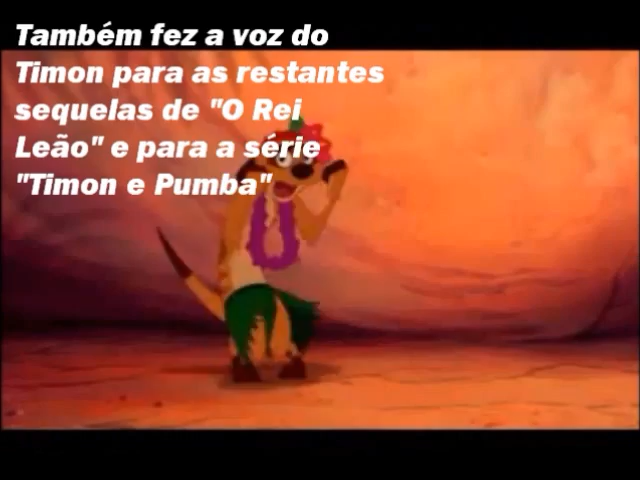 Também fez a voz do
Timon para as restantes
sequelas de "O Rei
Leão" e para a série
"Timon e Pumba"